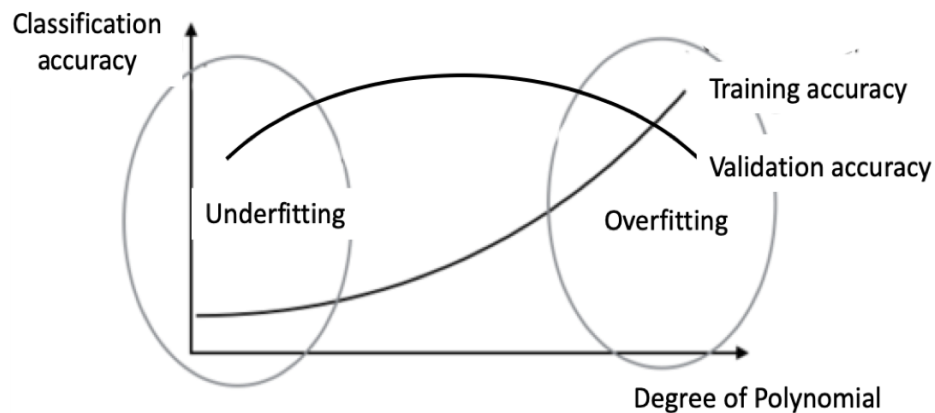 Classification
accuracy
Training accuracy
Validation accuracy
Underfitting
Overfitting
Degree of Polynomial